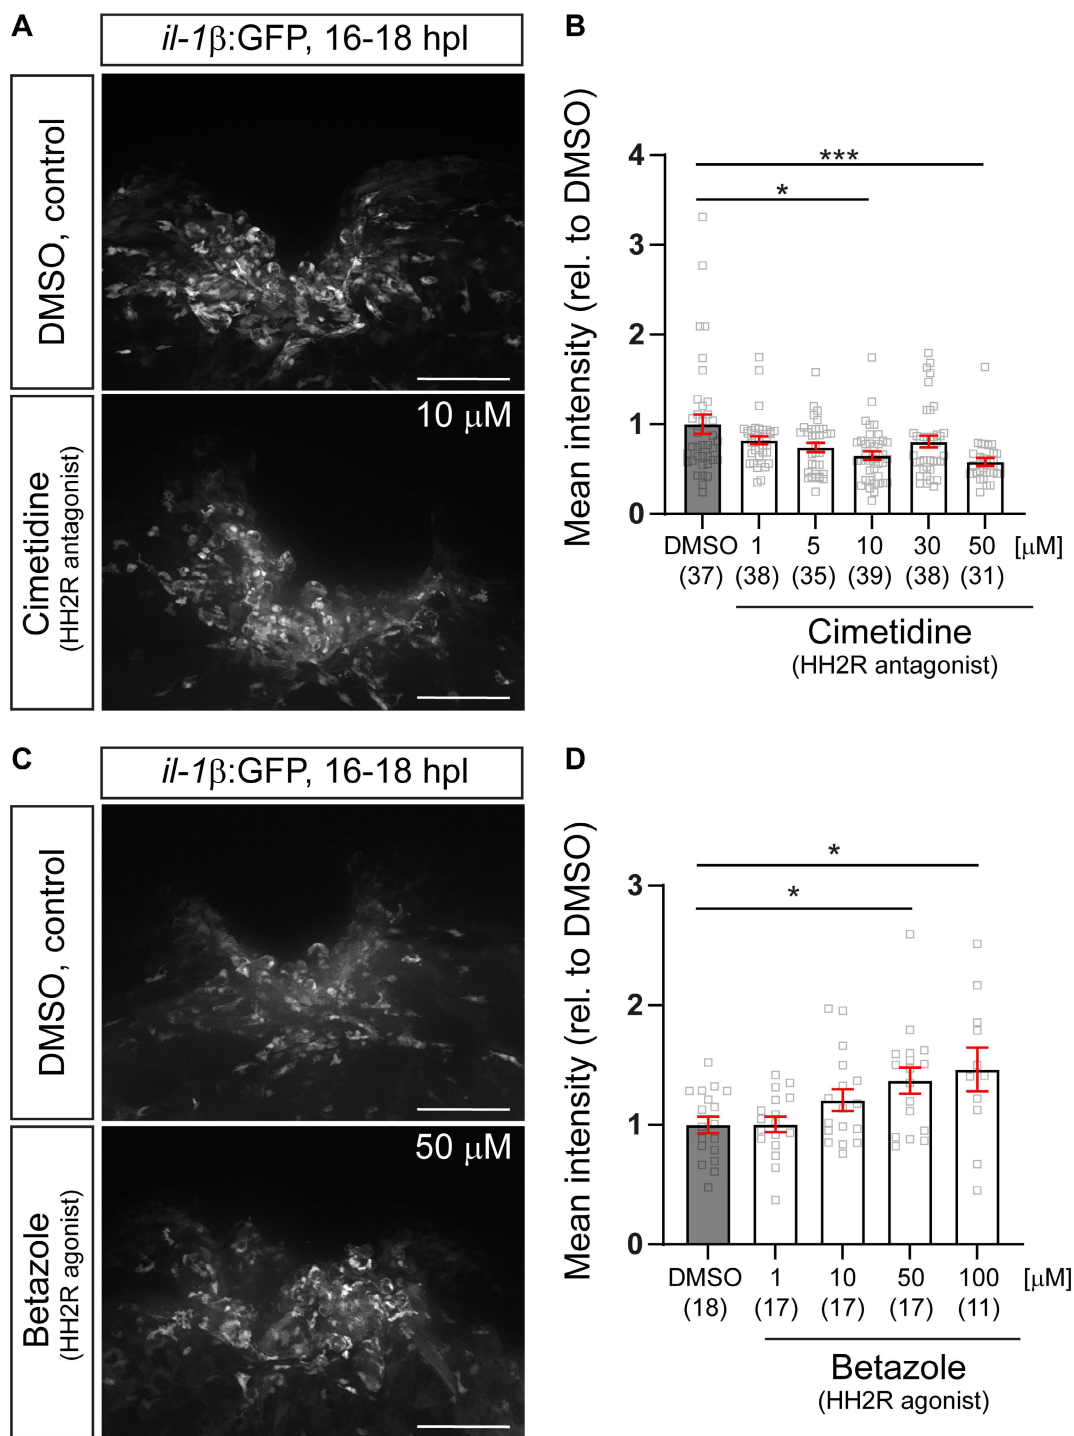 A
il-1β:GFP, 16-18 hpl
DMSO, control
10 μM
Cimetidine
(HH2R antagonist)
B
Mean intensity (rel. to DMSO)
4
3
2
1
0
***
*
DMSO 1 5 10 30 50 [μM]
(37) (38) (35) (39) (38) (31)
Cimetidine
(HH2R antagonist)
C
il-1β:GFP, 16-18 hpl
DMSO, control
50 μM
Betazole
(HH2R agonist)
D
Mean intensity (rel. to DMSO)
3
2
1
0
*
*
DMSO 1 10 50 100 [μM]
(18) (17) (17) (17) (11)
Betazole
(HH2R agonist)